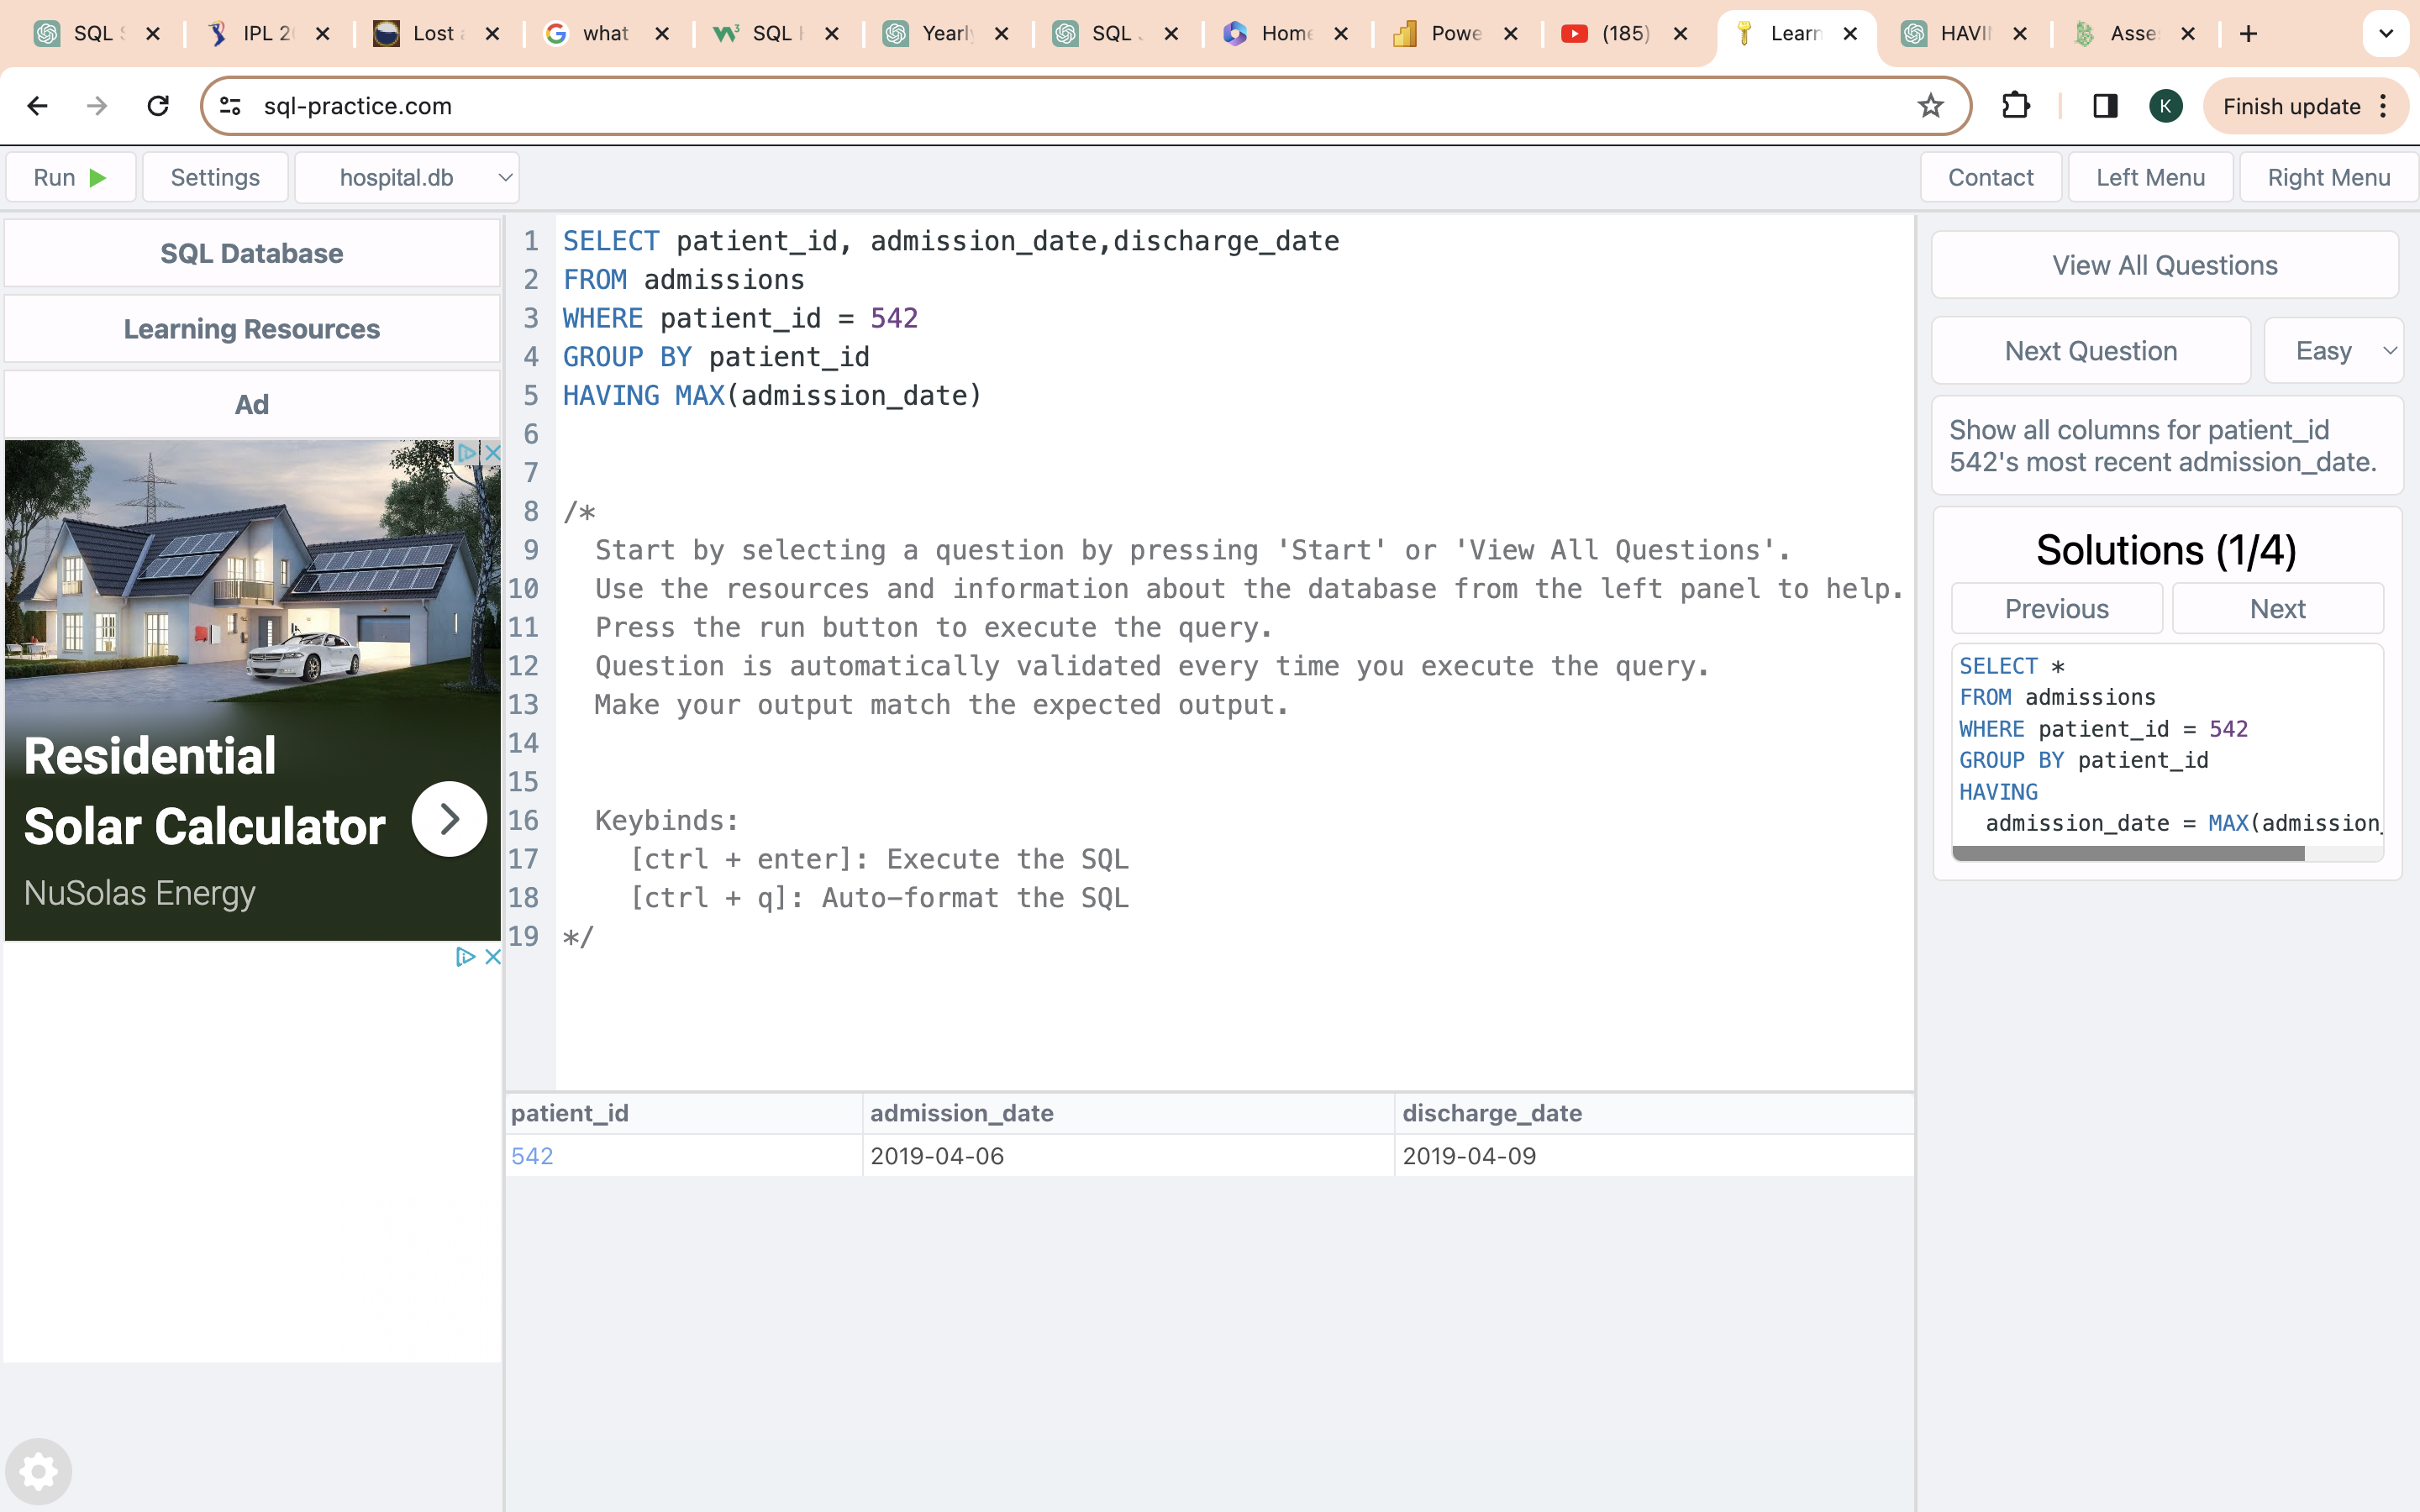 SQL S
IPL 2
Lost a
what
SQL H
Yearly
SQL J
Home
Powe
(185)
Learn
HAVIN
Asse
sql-practice.com
K
Finish update
Run
Settings
hospital.db
Contact
Left Menu
Right Menu
SQL Database
Learning Resources
Ad
Residential
Solar Calculator
NuSolas Energy
1 SELECT patient_id, admission_date,discharge_date
2 FROM admissions
3 WHERE patient_id = 542
4 GROUP BY patient_id
5 HAVING MAX(admission_date)
6
7
8 /*
9 Start by selecting a question by pressing 'Start' or 'View All Questions'.
10 Use the resources and information about the database from the left panel to help.
11 Press the run button to execute the query.
12 Question is automatically validated every time you execute the query.
13 Make your output match the expected output.
14
15
16 Keybinds:
17 [ctrl + enter]: Execute the SQL
18 [ctrl + q]: Auto-format the SQL
19 */
patient_id admission_date discharge_date
542 2019-04-06 2019-04-09
View All Questions
Next Question
Easy
Show all columns for patient_id
542's most recent admission_date.
Solutions (1/4)
Previous
Next
SELECT *
FROM admissions
WHERE patient_id = 542
GROUP BY patient_id
HAVING
admission_date = MAX(admission_